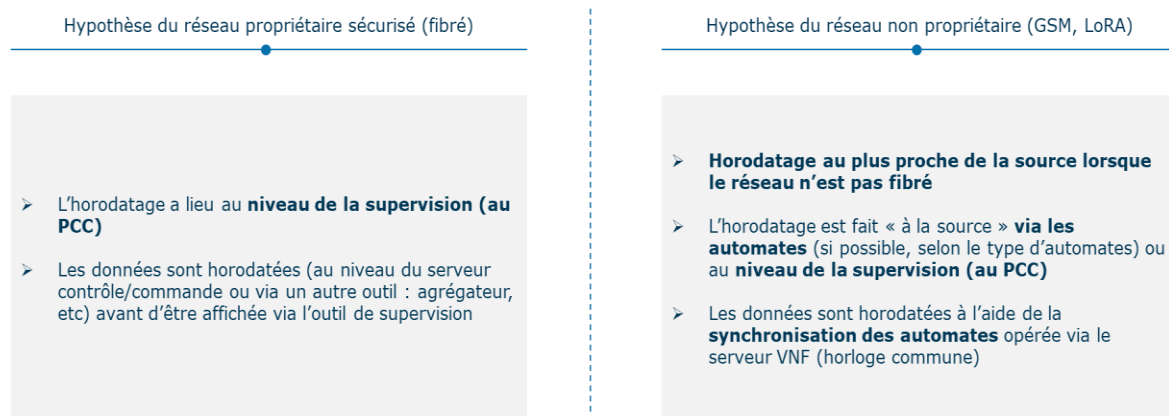 Hypothèse du réseau propriétaire sécurisé (fibré)
➢ L'horodatage a lieu au niveau de la supervision (au
PCC)
➢ Les données sont horodatées (au niveau du serveur
contrôle/commande ou via un autre outil : agrégateur,
etc) avant d'être affichée via l'outil de supervision
Hypothèse du réseau non propriétaire (GSM, LoRA)
➢ Horodatage au plus proche de la source lorsque
le réseau n'est pas fibré
➢ L'horodatage est fait « à la source » via les
automates (si possible, selon le type d'automates) ou
au niveau de la supervision (au PCC)
➢ Les données sont horodatées à l'aide de la
synchronisation des automates opérée via le
serveur VNF (horloge commune)